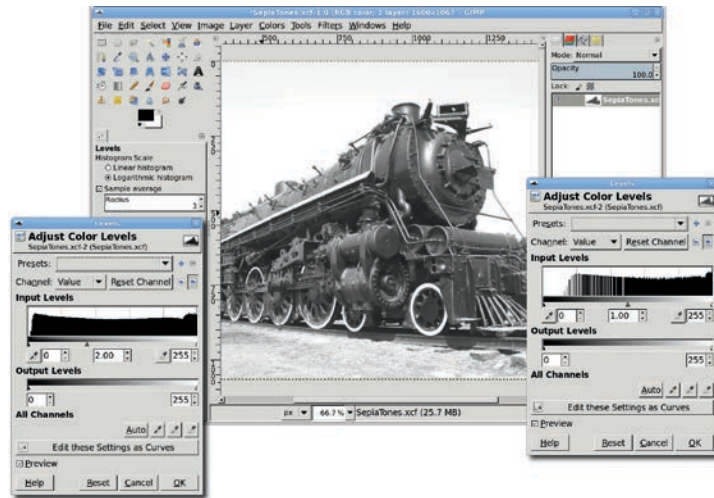 *SepiaTones.xcf-1.0 (RGB color, 1 layer) 1600x1067 – GIMP
File Edit Select View Image Layer Colors Tools Filters Windows Help
500 750 1000 1250
Mode: Normal
Opacity
100.0
Lock:
SepiaTones.xc
Levels
Histogram Scale
Linear histogram
Logarithmic histogram
Sample average
Radius
3
px 66.7% SepiaTones.xcf (25.7 MB)
Levels
Adjust Color Levels
SepiaTones.xcf-2 (SepiaTones.xcf)
Presets:
Channel: Value Reset Channel
Input Levels
0 2.00 255
Output Levels
0 255
All Channels
Auto
Edit these Settings as Curves
Preview
Help Reset Cancel OK
Levels
Adjust Color Levels
SepiaTones.xcf-2 (SepiaTones.xcf)
Presets:
Channel: Value Reset Channel
Input Levels
0 1.00 255
Output Levels
0 255
All Channels
Auto
Edit these Settings as Curves
Preview
Help Reset Cancel OK